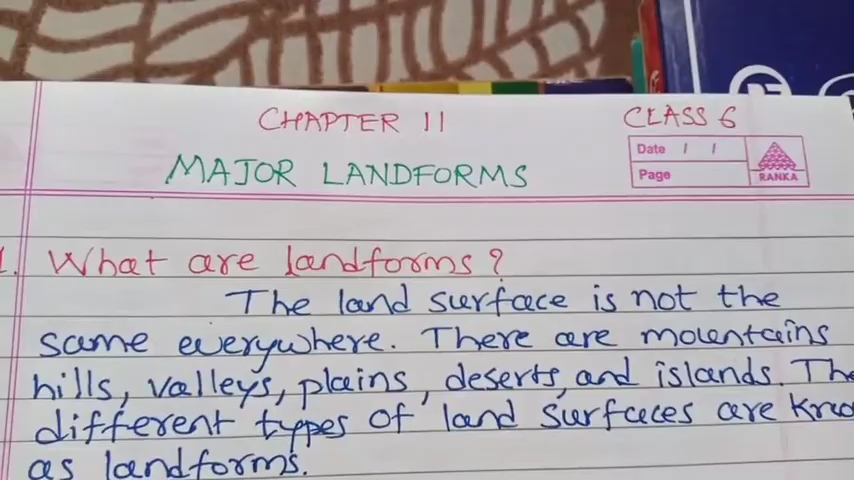 CHAPTER 11
CLASS 6
MAJOR LANDFORMS
Date / /
Page
RANKA
1. What are landforms?
The land surface is not the
same everywhere. There are mountains
hills, valleys, plains, deserts, and islands. The
different types of land surfaces are
as landforms.